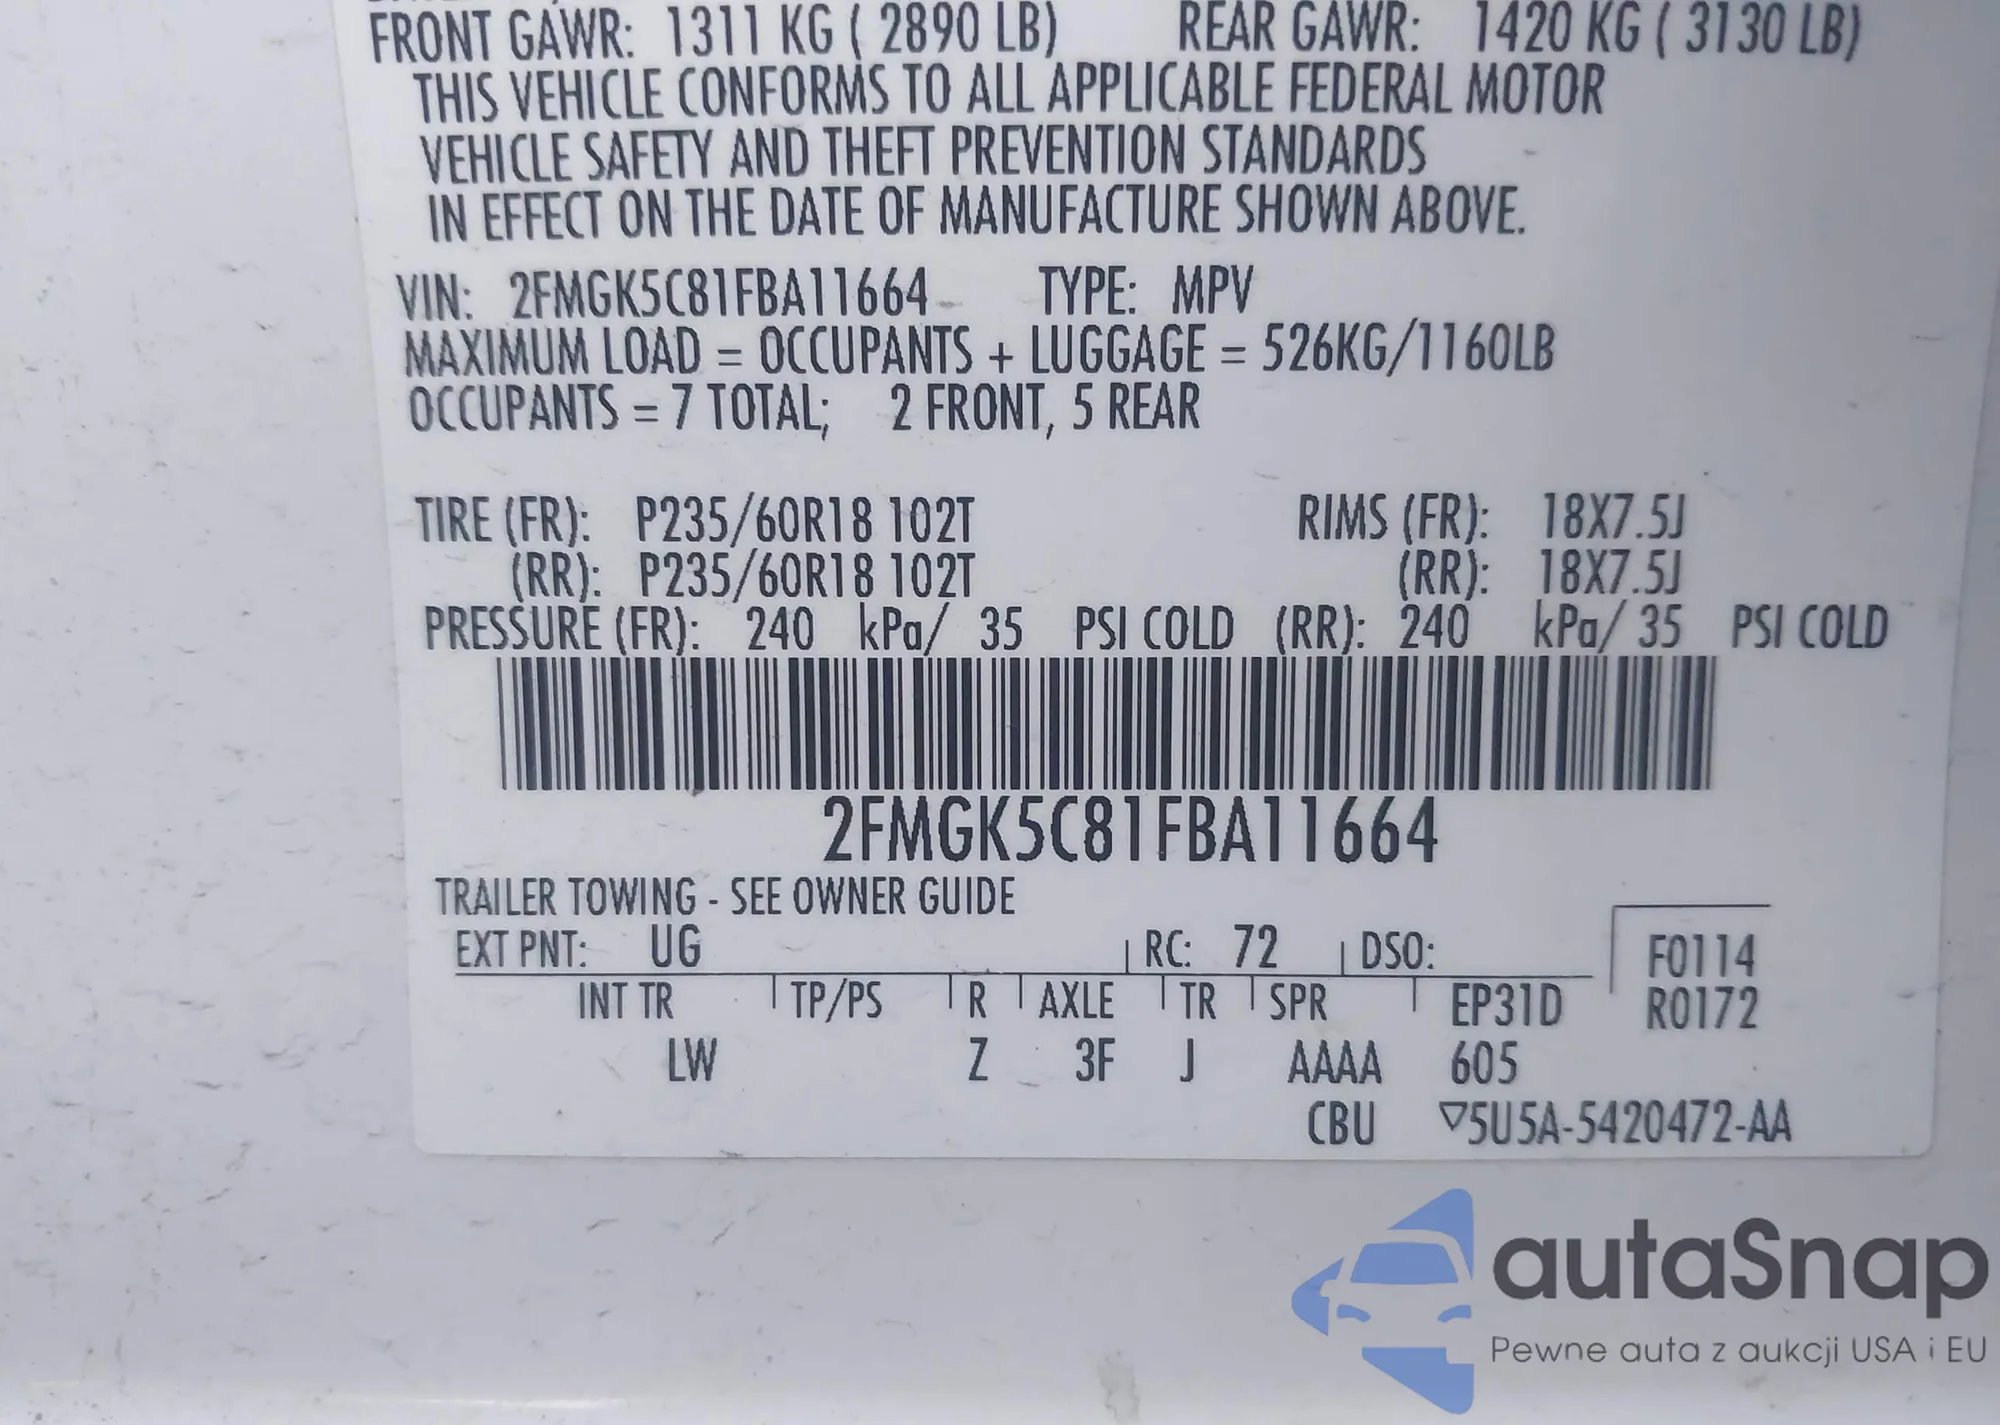 FRONT GAWR: 1311 KG ( 2890 LB) REAR GAWR: 1420 KG ( 3130 LB)
THIS VEHICLE CONFORMS TO ALL APPLICABLE FEDERAL MOTOR
VEHICLE SAFETY AND THEFT PREVENTION STANDARDS
IN EFFECT ON THE DATE OF MANUFACTURE SHOWN ABOVE.
VIN: 2FMGK5C81FBA11664 TYPE: MPV
MAXIMUM LOAD = OCCUPANTS + LUGGAGE = 526KG/1160LB
OCCUPANTS = 7 TOTAL; 2 FRONT, 5 REAR
TIRE (FR): P235/60R18 102T RIMS (FR): 18X7.5J
(RR): P235/60R18 102T (RR): 18X7.5J
PRESSURE (FR): 240 kPa/ 35 PSI COLD (RR): 240 kPa/ 35 PSI COLD
2FMGK5C81FBA11664
TRAILER TOWING - SEE OWNER GUIDE
EXT PNT: UG RC: 72 DSO: F0114
INT TR TP/PS R AXLE TR SPR EP31D R0172
LW Z 3F J AAAA 605
CBU ▽5U5A-5420472-AA
autaSnap
Pewne auta z aukcji USA i EU